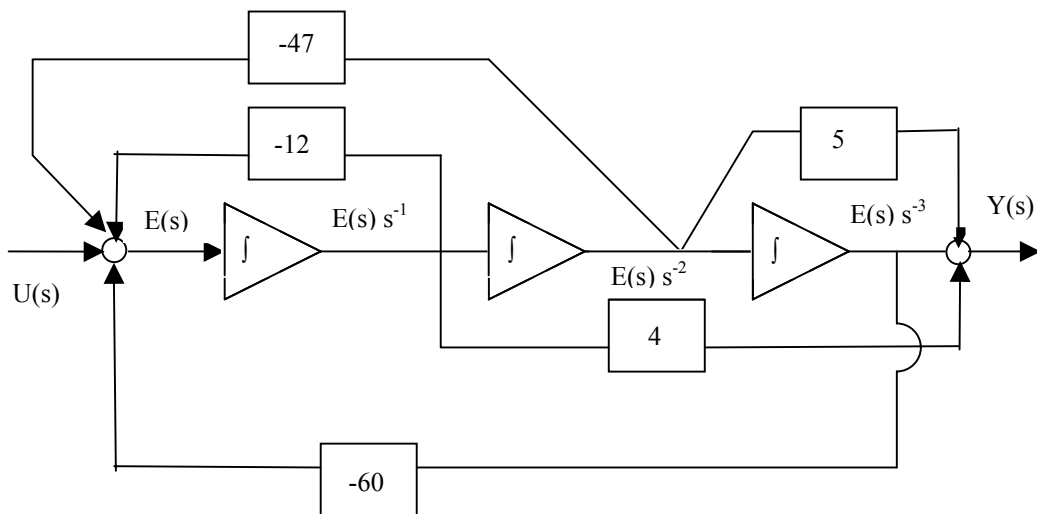 -47
-12
5
E(s)
E(s) s⁻¹
E(s) s⁻³
Y(s)
∫
∫
∫
E(s) s⁻²
U(s)
4
-60